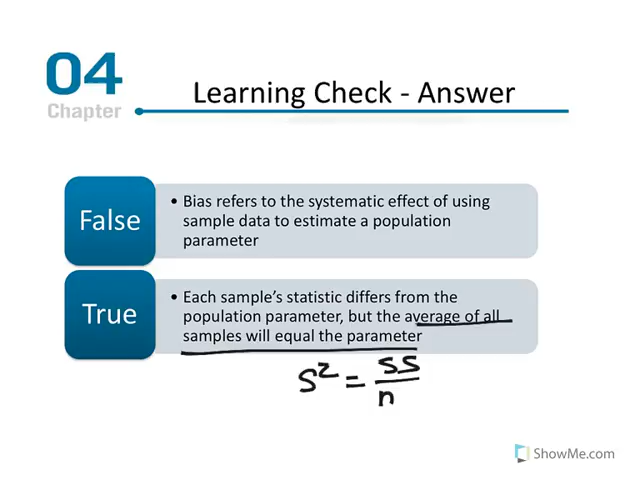 04
Chapter
Learning Check - Answer
False
• Bias refers to the systematic effect of using
sample data to estimate a population
parameter
True
• Each sample's statistic differs from the
population parameter, but the average of all
samples will equal the parameter
S² = SS/n
ShowMe.com